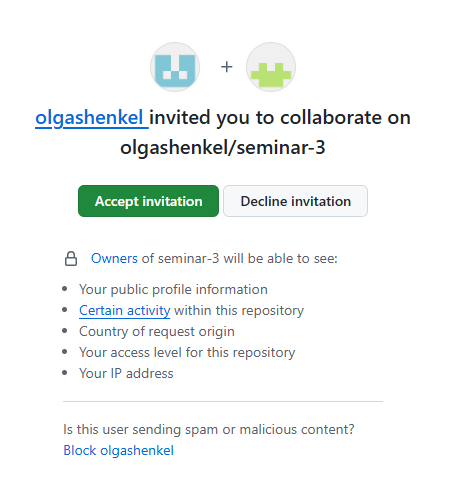 +
olgashenkel invited you to collaborate on
olgashenkel/seminar-3
Accept invitation
Decline invitation
Owners of seminar-3 will be able to see:
Your public profile information
Certain activity within this repository
Country of request origin
Your access level for this repository
Your IP address
Is this user sending spam or malicious content?
Block olgashenkel